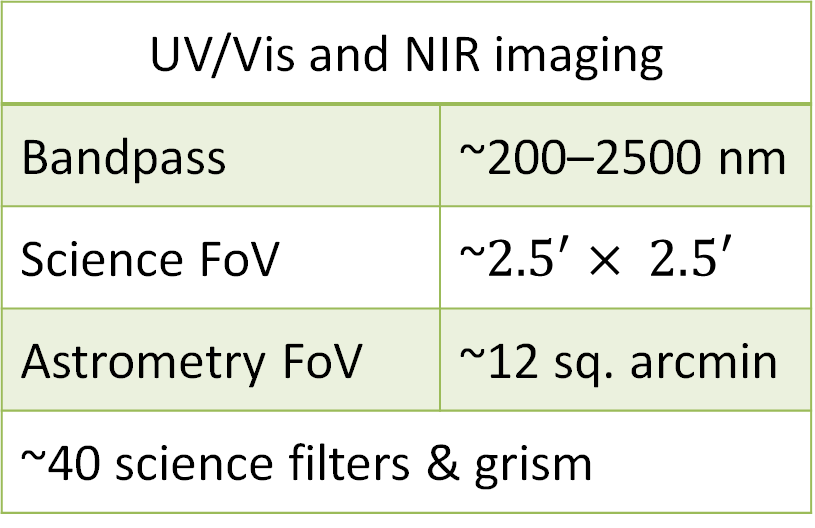 UV/Vis and NIR imaging
Bandpass ~200–2500 nm
Science FoV ~2.5′ × 2.5′
Astrometry FoV ~12 sq. arcmin
~40 science filters & grism